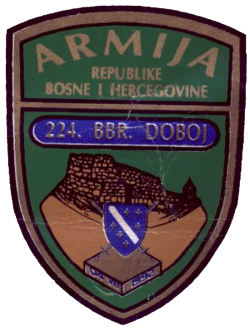 ARMIJA
REPUBLIKE
BOSNE I HERCEGOVINE
224. BBR. DOBOJ